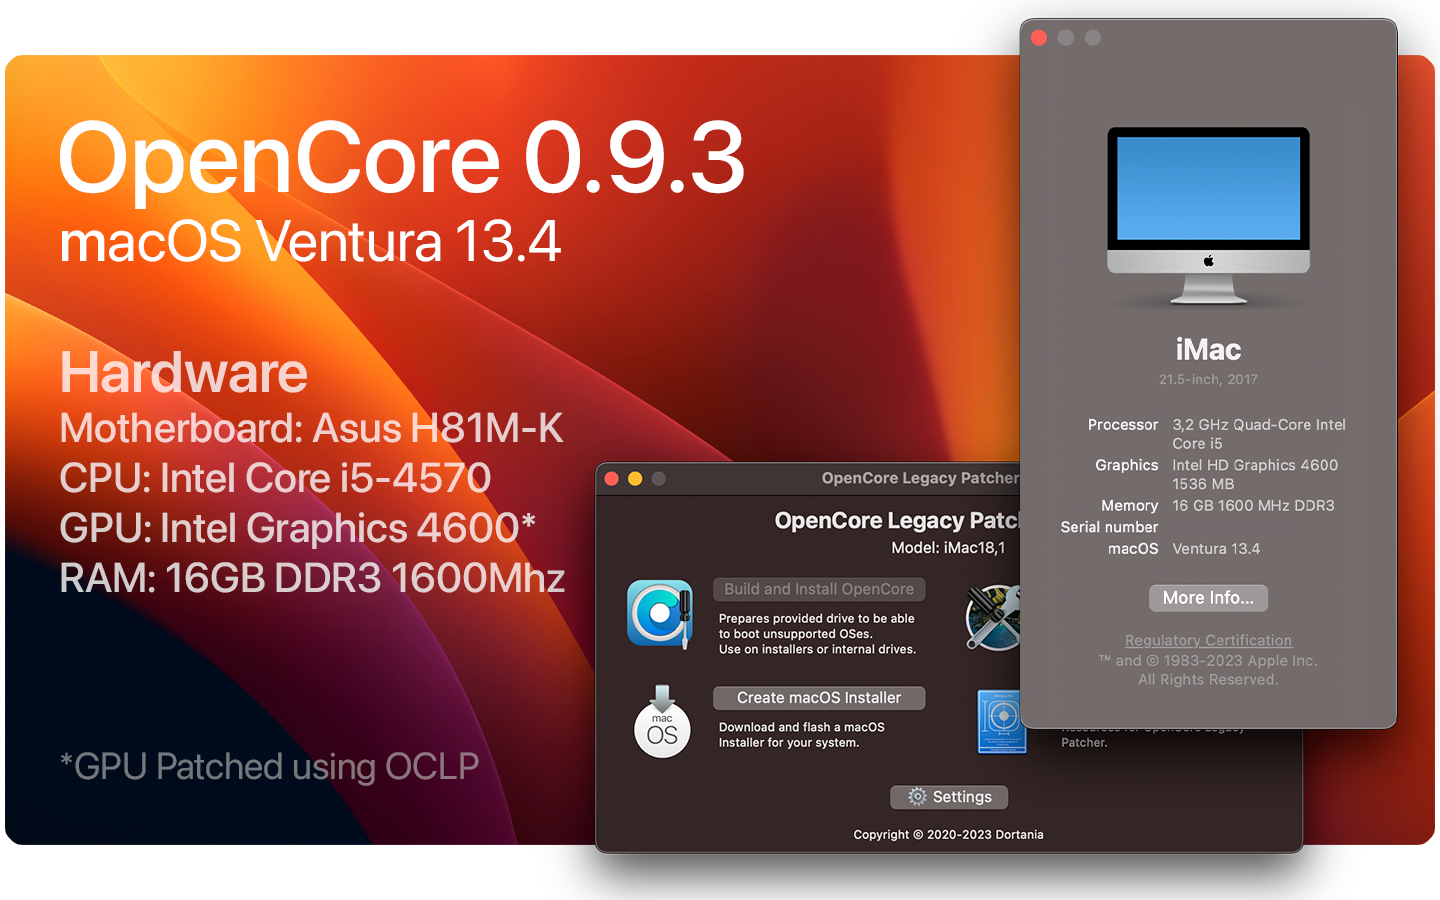 OpenCore 0.9.3
macOS Ventura 13.4
Hardware
Motherboard: Asus H81M-K
CPU: Intel Core i5-4570
GPU: Intel Graphics 4600*
RAM: 16GB DDR3 1600Mhz
*GPU Patched using OCLP
OpenCore Legacy Patcher
OpenCore Legacy Patc
Model: iMac18,1
Build and Install OpenCore
Prepares provided drive to be able
to boot unsupported OSes.
Use on installers or internal drives.
mac
OS
Create macOS Installer
Download and flash a macOS
Installer for your system.
Resources for OpenCore Legacy
Patcher.
Settings
Copyright © 2020-2023 Dortania
iMac
21.5-inch, 2017
Processor 3,2 GHz Quad-Core Intel
Core i5
Graphics Intel HD Graphics 4600
1536 MB
Memory 16 GB 1600 MHz DDR3
Serial number
macOS Ventura 13.4
More Info...
Regulatory Certification
™ and © 1983-2023 Apple Inc.
All Rights Reserved.